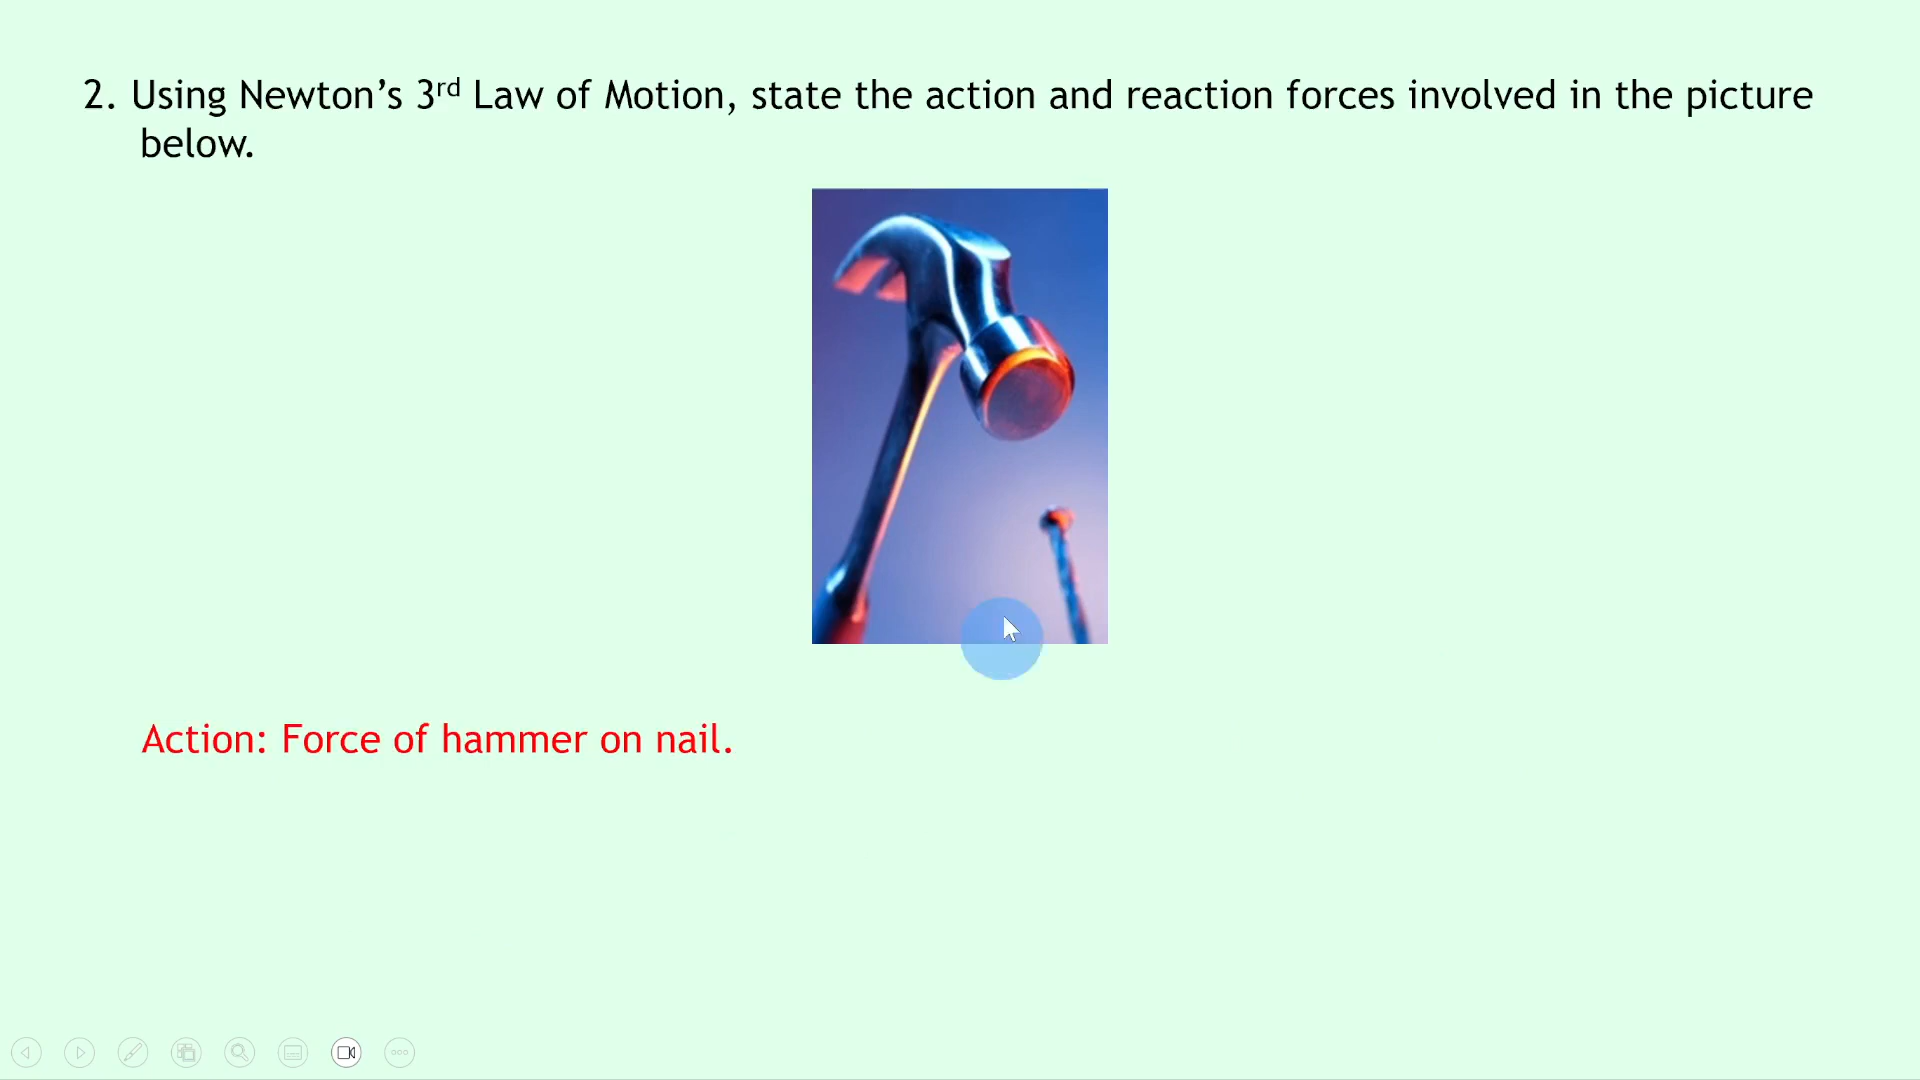 2. Using Newton’s 3rd Law of Motion, state the action and reaction forces involved in the picture
below.
Action: Force of hammer on nail.